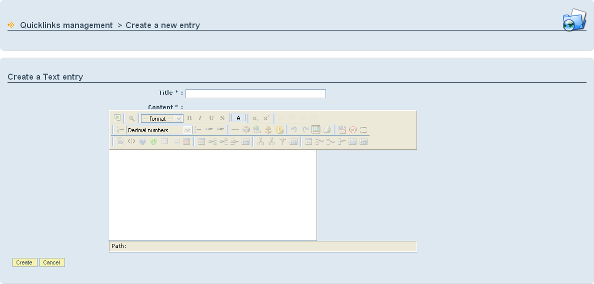 Quicklinks management > Create a new entry
Create a Text entry
Title * :
Content * :
-- format --
Decimal numbers
Path:
Create Cancel